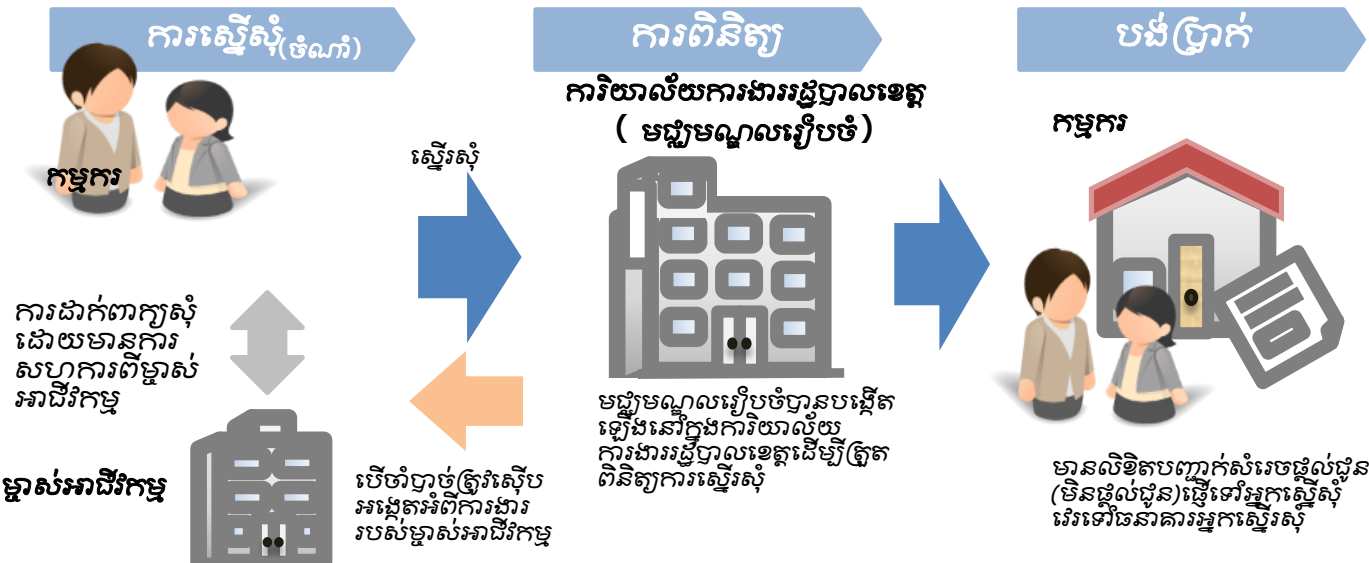 ការស្នើសុំ(ចំណាំ)
ការពិនិត្យ
បង់ប្រាក់
ការិយាល័យការងាររដ្ឋបាលខេត្ត
( មជ្ឈមណ្ឌលរៀបចំ)
កម្មករ
ស្នើរសុំ
កម្មករ
ការដាក់ពាក្យសុំ
ដោយមានការ
សហការពីម្ចាស់
អាជីវកម្ម
ម្ចាស់អាជីវកម្ម
បើចាំបាច់ត្រូវស៊ើប
អង្កេតអំពីការងារ
របស់ម្ចាស់អាជីវកម្ម
មជ្ឈមណ្ឌលរៀបចំបានបង្កើត
ឡើងនៅក្នុងការិយាល័យ
ការងាររដ្ឋបាលខេត្តដើម្បីត្រួត
ពិនិត្យការស្នើរសុំ
មានលិខិតបញ្ជាក់សំរេចផ្តល់ជូន
(មិនផ្តល់ជូន)ផ្ញើទៅអ្នកស្នើសុំ
វេរទៅធនាគារអ្នកស្នើរសុំ